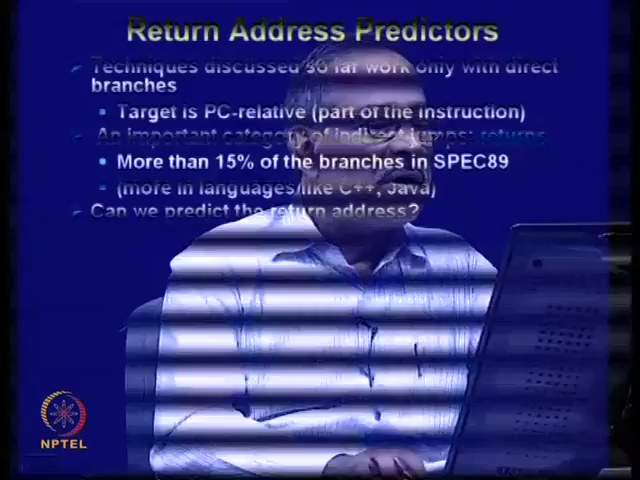 Return Address Predictors
Techniques discussed so far work only with direct
branches
Target is PC-relative (part of the instruction)
An important category of indirect jumps: returns
More than 15% of the branches in SPEC89
(more in languages like C++, Java)
Can we predict the return address?
NPTEL